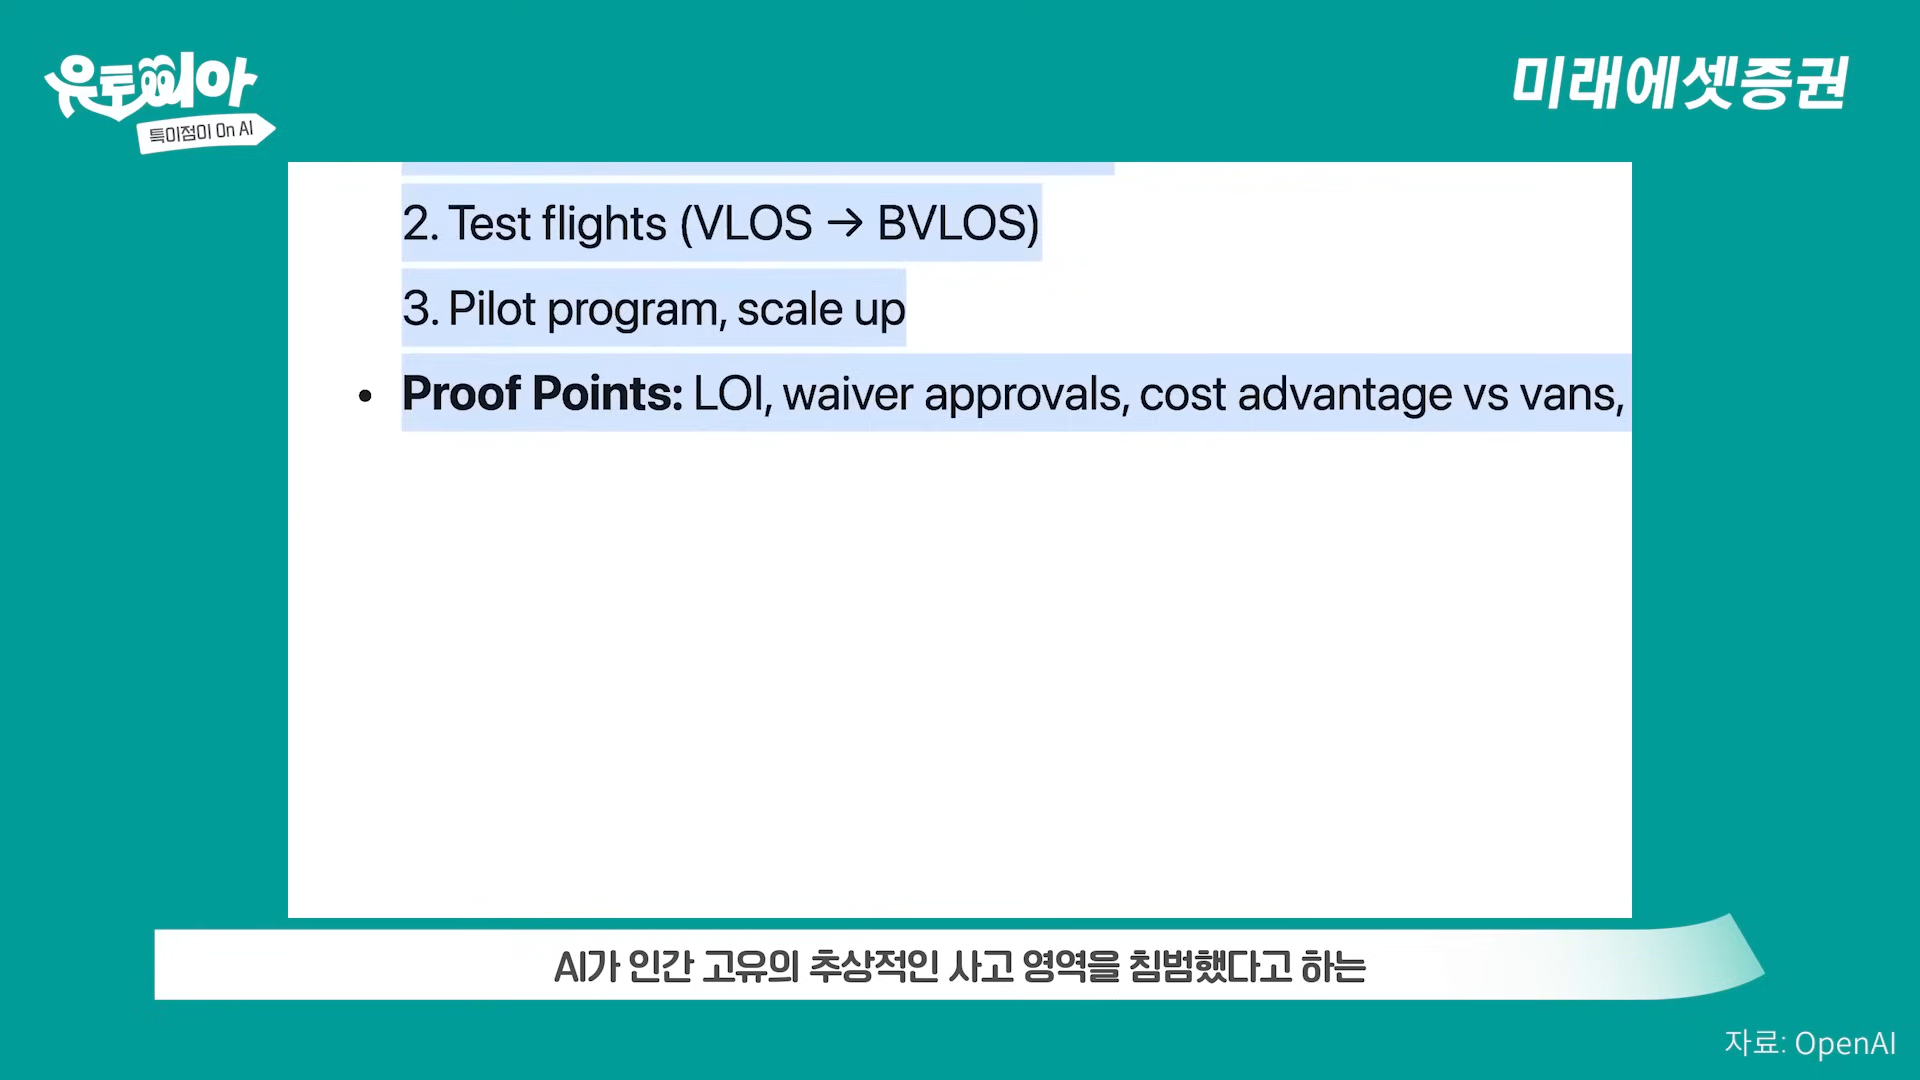 유토피아
특이점이 On AI
미래에셋증권
2. Test flights (VLOS → BVLOS)
3. Pilot program, scale up
• Proof Points: LOI, waiver approvals, cost advantage vs vans,
AI가 인간 고유의 추상적인 사고 영역을 침범했다고 하는
자료: OpenAI